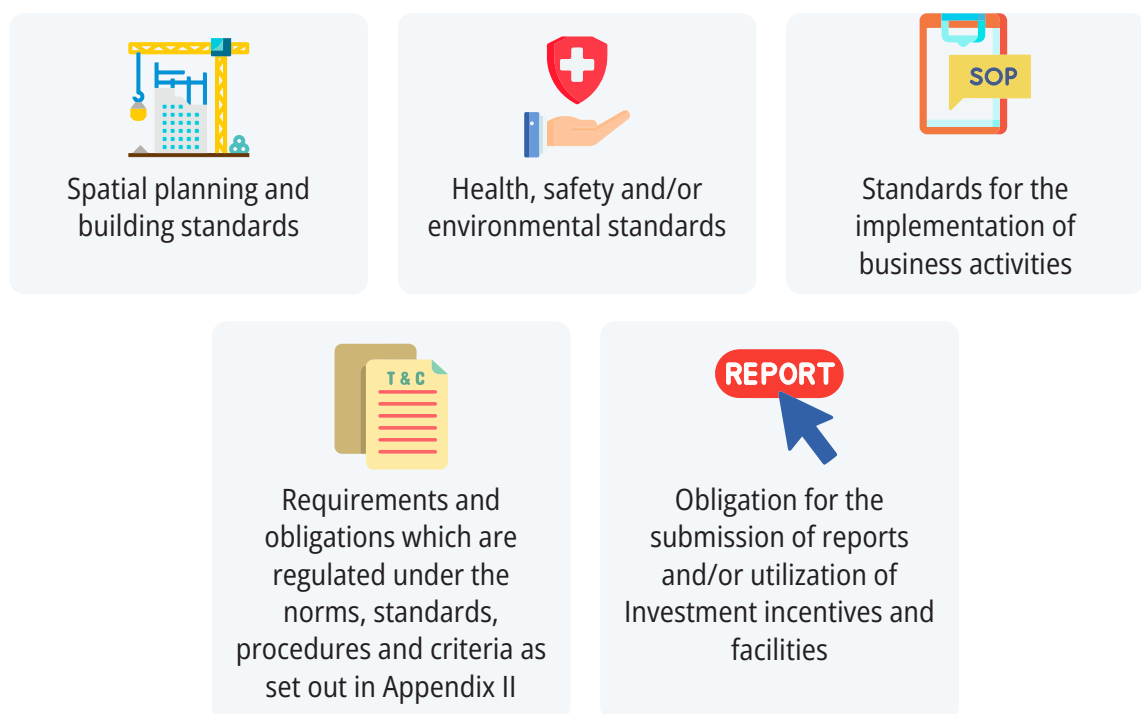 Spatial planning and
building standards
Health, safety and/or
environmental standards
SOP
Standards for the
implementation of
business activities
T & C
Requirements and
obligations which are
regulated under the
norms, standards,
procedures and criteria as
set out in Appendix II
REPORT
Obligation for the
submission of reports
and/or utilization of
Investment incentives and
facilities